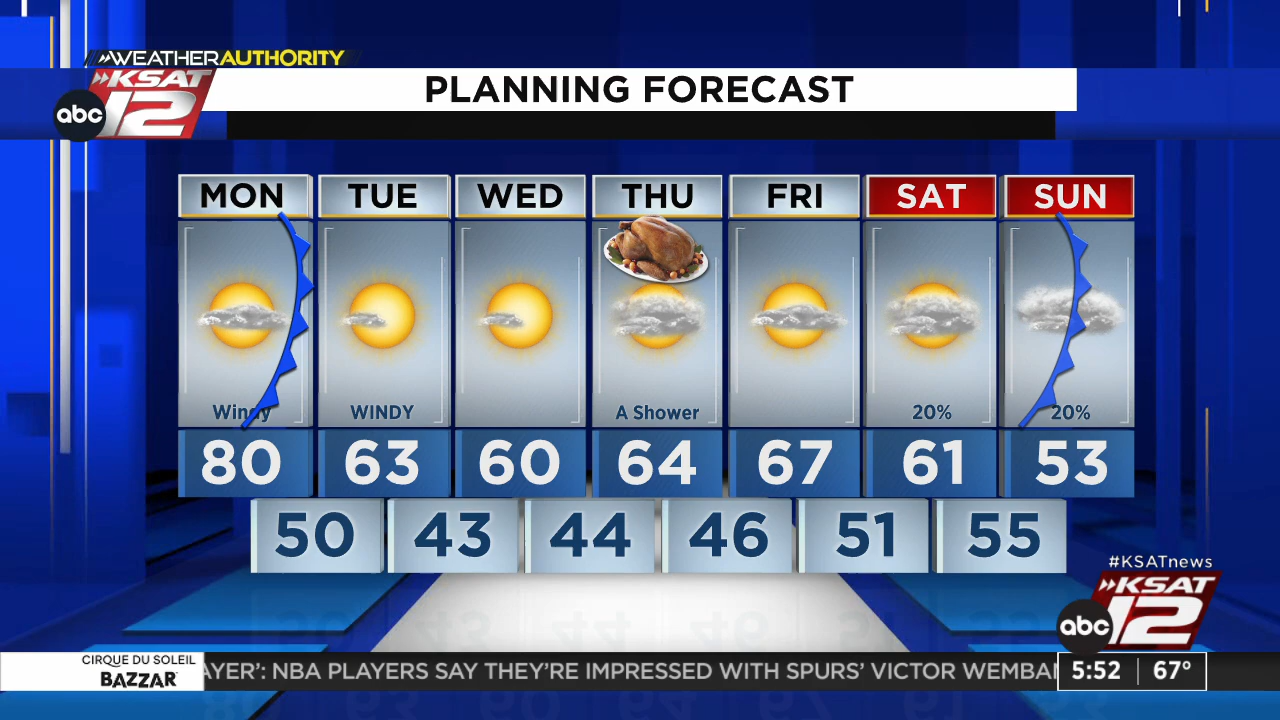 WEATHERAUTHORITY
KSAT
abc 12
PLANNING FORECAST
MON TUE WED THU FRI SAT SUN
Windy WINDY A Shower 20% 20%
80 63 60 64 67 61 53
50 43 44 46 51 55
#KSATnews
KSAT
abc 12
CIRQUE DU SOLEIL
BAZZAR
AYER': NBA PLAYERS SAY THEY'RE IMPRESSED WITH SPURS' VICTOR WEMBA
5:52 67°